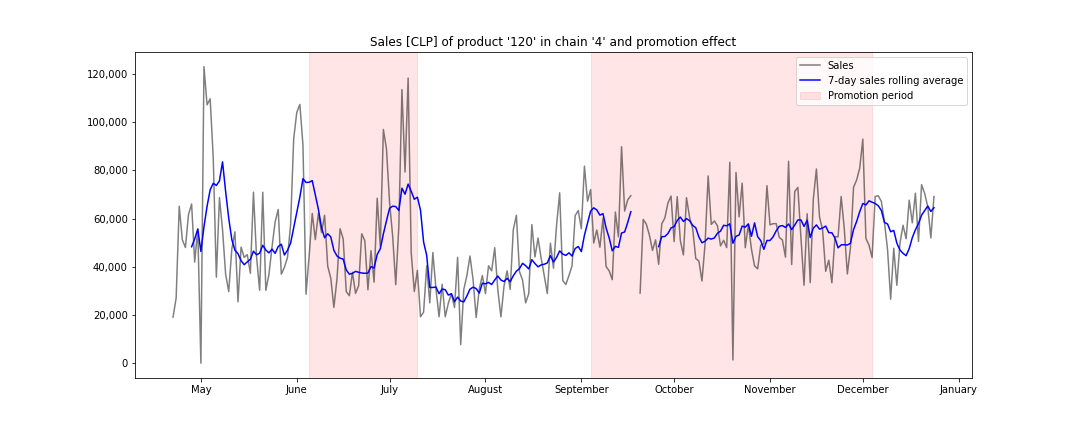 Sales [CLP] of product '120' in chain '4' and promotion effect
Sales
7-day sales rolling average
Promotion period
120,000
100,000
80,000
60,000
40,000
20,000
0
May June July August September October November December January